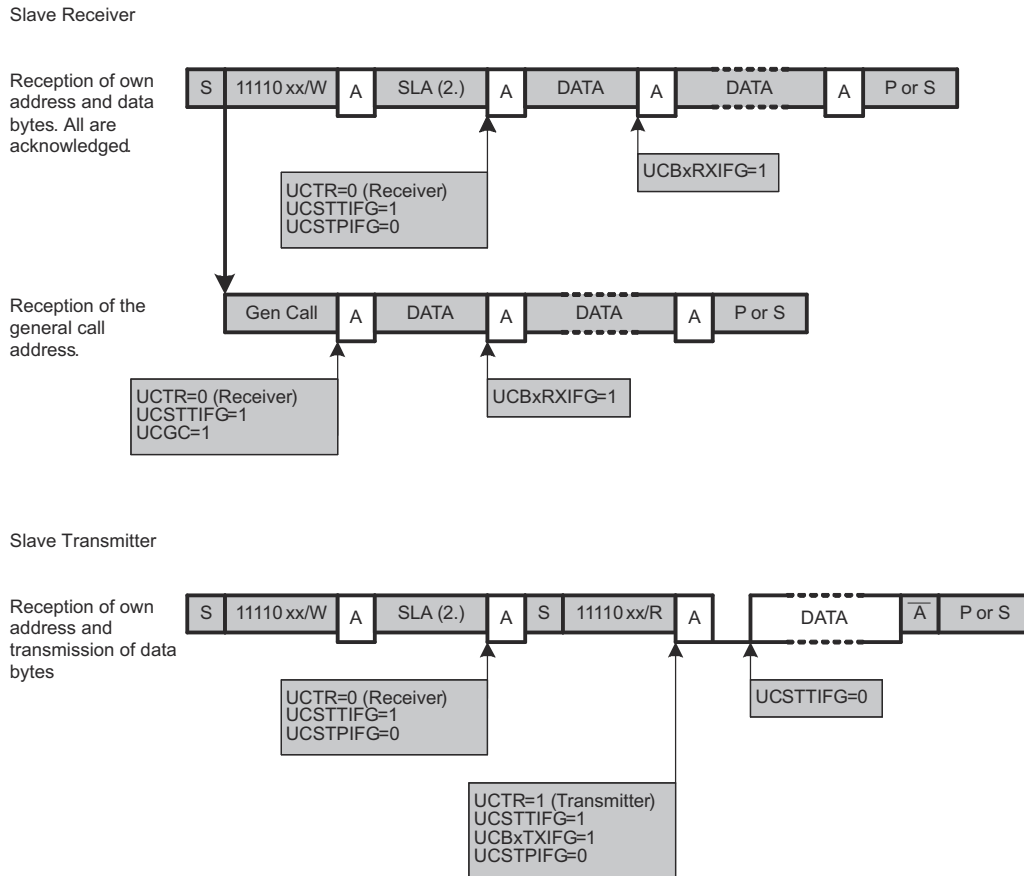 Slave Receiver
Reception of own
address and data
bytes. All are
acknowledged.
S 11110 xx/W A SLA (2.) A DATA A DATA A P or S
UCTR=0 (Receiver)
UCSTTIFG=1
UCSTPIFG=0
UCBxRXIFG=1
Reception of the
general call
address.
Gen Call A DATA A DATA A P or S
UCTR=0 (Receiver)
UCSTTIFG=1
UCGC=1
UCBxRXIFG=1
Slave Transmitter
Reception of own
address and
transmission of data
bytes
S 11110 xx/W A SLA (2.) A S 11110 xx/R A DATA A̅ P or S
UCTR=0 (Receiver)
UCSTTIFG=1
UCSTPIFG=0
UCSTTIFG=0
UCTR=1 (Transmitter)
UCSTTIFG=1
UCBxTXIFG=1
UCSTPIFG=0